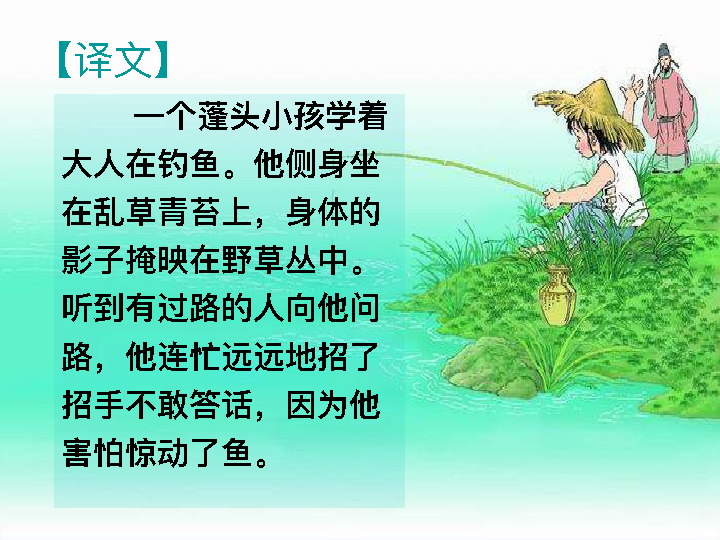 【译文】
一个蓬头小孩学着
大人在钓鱼。他侧身坐
在乱草青苔上，身体的
影子掩映在野草丛中。
听到有过路的人向他问
路，他连忙远远地招了
招手不敢答话，因为他
害怕惊动了鱼。